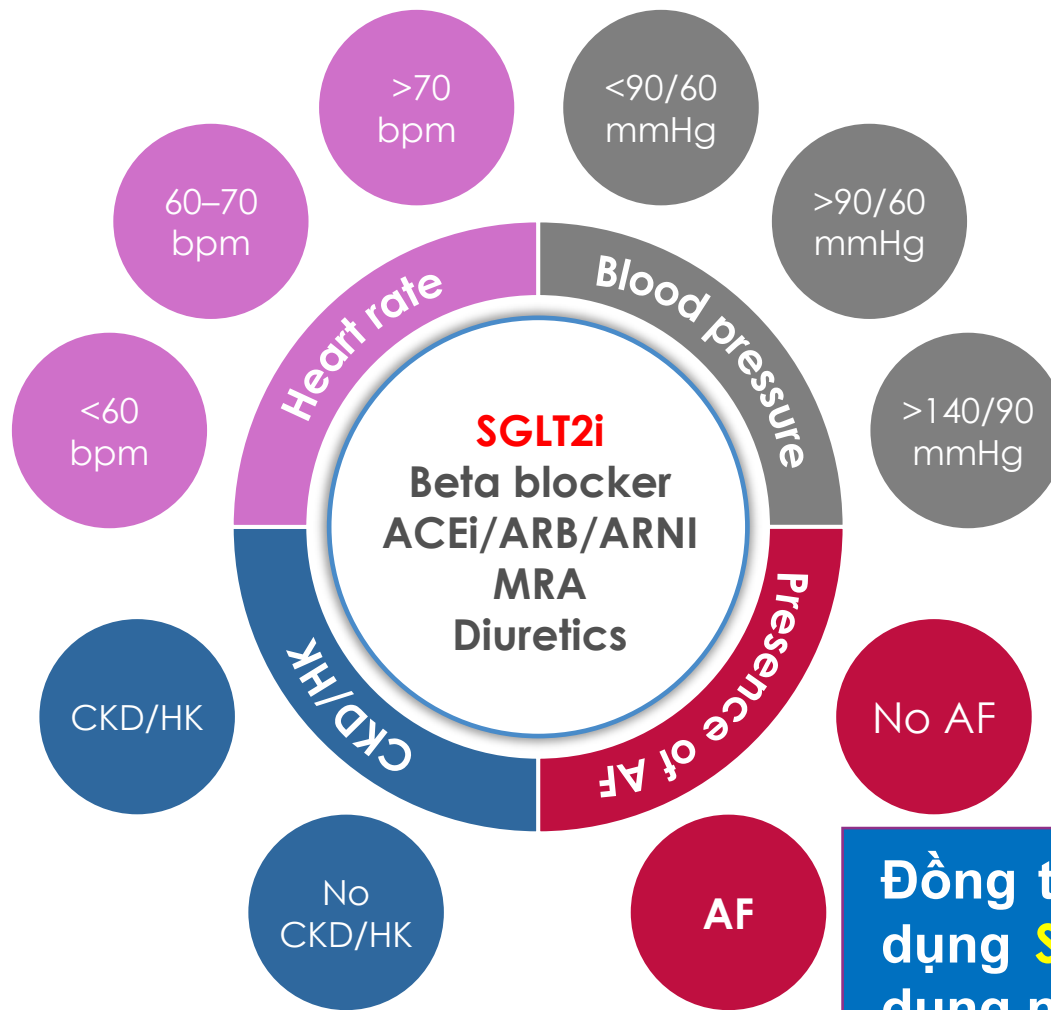 >70
bpm
<90/60
mmHg
60–70
bpm
>90/60
mmHg
Heart rate
Blood pressure
<60
bpm
>140/90
mmHg
SGLT2i
Beta blocker
ACEi/ARB/ARNI
MRA
Diuretics
CKD/HK
Presence of AF
CKD/HK
No AF
No
CKD/HK
AF
Đồng
dụng
dụng